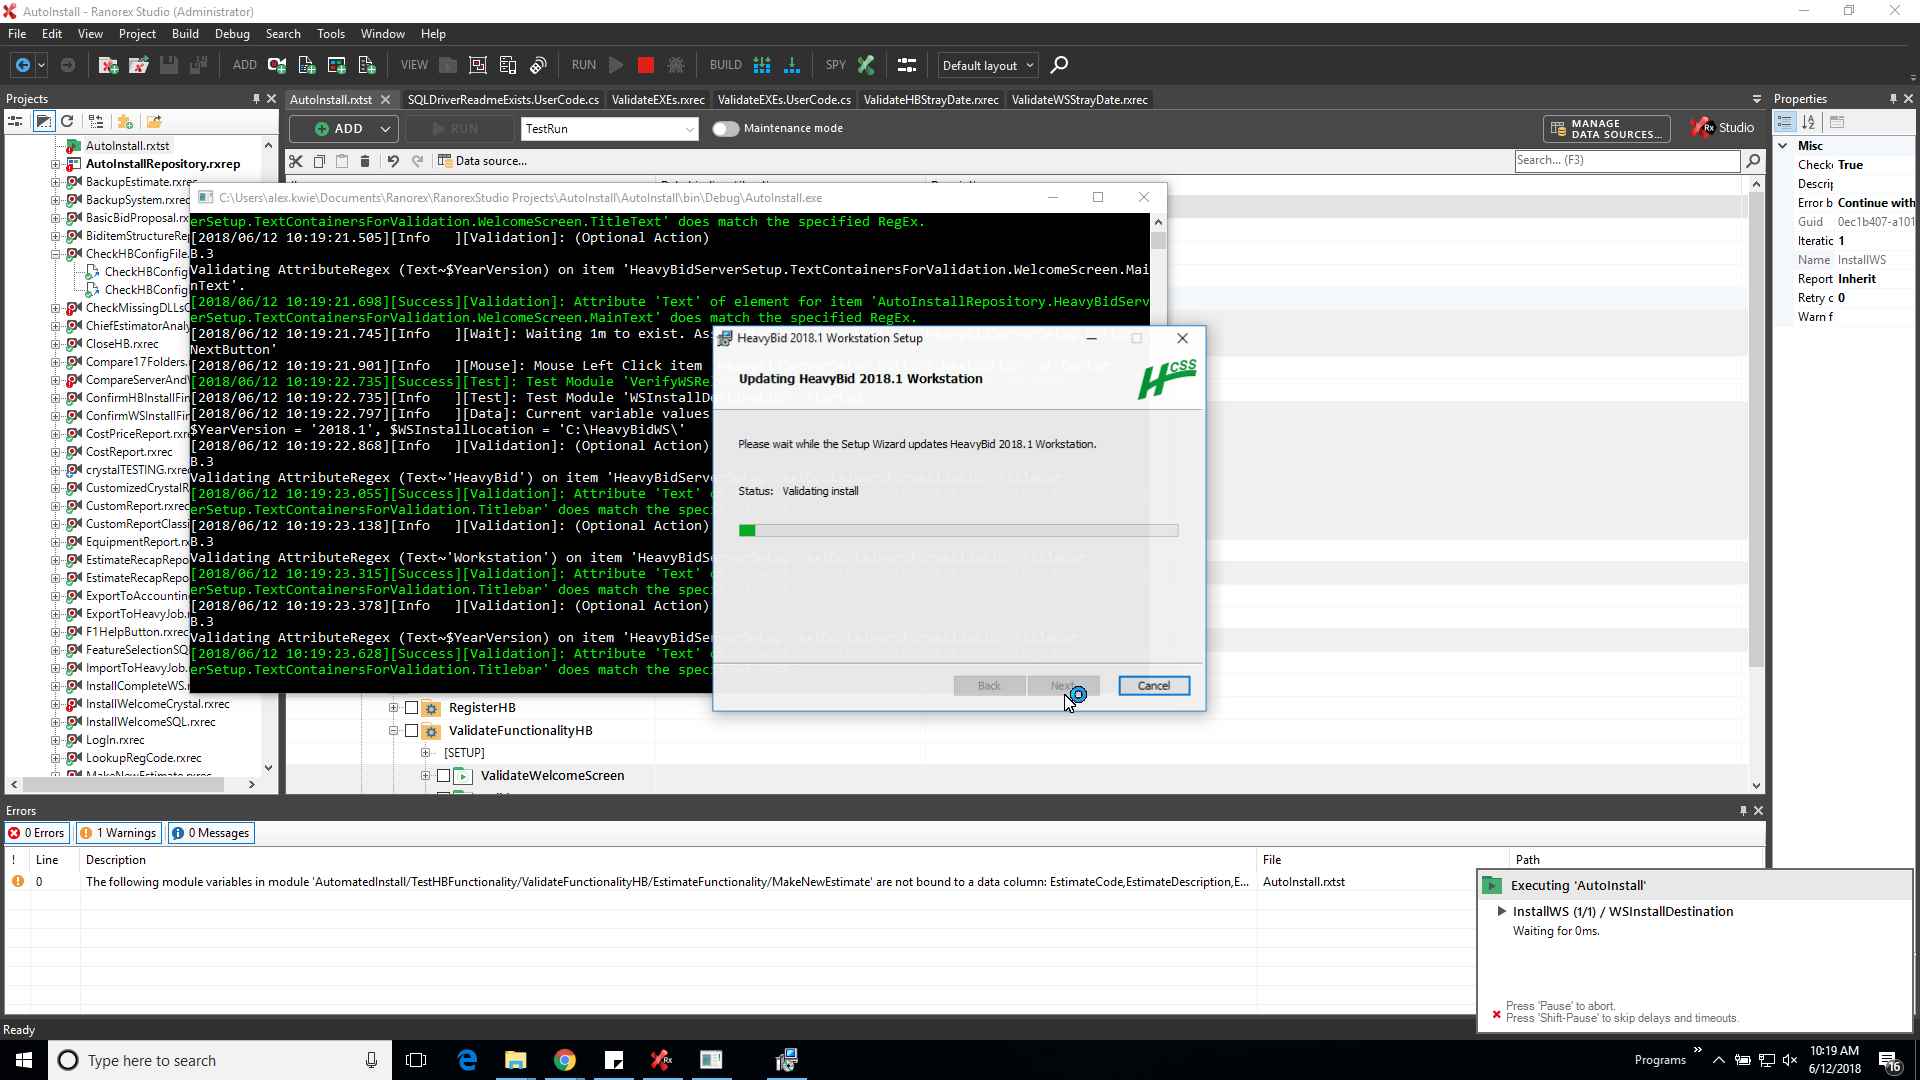 AutoInstall - Ranorex Studio (Administrator)
File Edit View Project Build Debug Search Tools Window Help
ADD VIEW RUN BUILD SPY Default layout
Projects
AutoInstall.rxtst SQLDriverReadmeExists.UserCode.cs ValidateEXEs.rxrec ValidateEXEs.UserCode.cs ValidateHBStrayDate.rxrec ValidateWSStrayDate.rxrec
Properties
ADD RUN TestRun Maintenance mode
MANAGE
DATA SOURCES...
Rx Studio
Data source...
Search... (F3)
AutoInstall.rxtst
AutoInstallRepository.rxrep
BackupEstimate.rxrec
BackupSystem.rxrec
BasicBidProposal.rx
BiditemStructureRe
CheckHBConfigFile
CheckHBConfig
CheckHBConfig
CheckMissingDLLs
ChiefEstimatorAnaly
CloseHB.rxrec
Compare17Folders.
CompareServerAnd
ConfirmHBInstallFir
ConfirmWSInstallFir
CostPriceReport.rxr
CostReport.rxrec
crystalTESTING.rxrec
CustomizedCrystalR
CustomReport.rxrec
CustomReportClassi
EquipmentReport.rx
EstimateRecapRepo
EstimateRecapRepo
ExportToAccountin
ExportToHeavyJob.
F1HelpButton.rxrec
FeatureSelectionSQ
ImportToHeavyJob.
InstallCompleteWS.r
InstallWelcomeCrystal.rxrec
InstallWelcomeSQL.rxrec
LogIn.rxrec
LookupRegCode.rxrec
MakeNewEstimate.rxrec
C:\Users\alex.kwie\Documents\Ranorex\RanorexStudio Projects\AutoInstall\AutoInstall\bin\Debug\AutoInstall.exe
erSetup.TextContainersForValidation.WelcomeScreen.TitleText' does match the specified RegEx.
[2018/06/12 10:19:21.505][Info   ][Validation]: (Optional Action)
B.3
Validating AttributeRegex (Text~$YearVersion) on item 'HeavyBidServerSetup.TextContainersForValidation.WelcomeScreen.Mai
nText'.
[2018/06/12 10:19:21.698][Success][Validation]: Attribute 'Text' of element for item 'AutoInstallRepository.HeavyBidServ
erSetup.TextContainersForValidation.WelcomeScreen.MainText' does match the specified RegEx.
[2018/06/12 10:19:21.745][Info   ][Wait]: Waiting 1m to exist. As
NextButton'
[2018/06/12 10:19:21.901][Info   ][Mouse]: Mouse Left Click item
[2018/06/12 10:19:22.735][Success][Test]: Test Module 'VerifyWSRe
[2018/06/12 10:19:22.735][Info   ][Test]: Test Module 'WSInstallDe
[2018/06/12 10:19:22.797][Info   ][Data]: Current variable values
$YearVersion = '2018.1', $WSInstallLocation = 'C:\HeavyBidWS\'
[2018/06/12 10:19:22.868][Info   ][Validation]: (Optional Action)
B.3
Validating AttributeRegex (Text~'HeavyBid') on item 'HeavyBidServ
[2018/06/12 10:19:23.055][Success][Validation]: Attribute 'Text'
erSetup.TextContainersForValidation.Titlebar' does match the spec
[2018/06/12 10:19:23.138][Info   ][Validation]: (Optional Action)
B.3
Validating AttributeRegex (Text~'Workstation') on item 'HeavyBidS
[2018/06/12 10:19:23.315][Success][Validation]: Attribute 'Text'
erSetup.TextContainersForValidation.Titlebar' does match the spec
[2018/06/12 10:19:23.378][Info   ][Validation]: (Optional Action)
B.3
Validating AttributeRegex (Text~$YearVersion) on item 'HeavyBidS
[2018/06/12 10:19:23.628][Success][Validation]: Attribute 'Text'
erSetup.TextContainersForValidation.Titlebar' does match the spec
HeavyBid 2018.1 Workstation Setup
Updating HeavyBid 2018.1 Workstation
HCSS
Please wait while the Setup Wizard updates HeavyBid 2018.1 Workstation.
Status: Validating install
Back Next Cancel
RegisterHB
ValidateFunctionalityHB
[SETUP]
ValidateWelcomeScreen
Misc
Checke True
Descrip
Error b Continue with
Guid 0ec1b407-a101
Iteratic 1
Name InstallWS
Report Inherit
Retry c 0
Warn f
Errors
0 Errors 1 Warnings 0 Messages
! Line Description File Path
0 The following module variables in module 'AutomatedInstall/TestHBFunctionality/ValidateFunctionalityHB/EstimateFunctionality/MakeNewEstimate' are not bound to a data column: EstimateCode,EstimateDescription,E... AutoInstall.rxtst
Executing 'AutoInstall'
InstallWS (1/1) / WSInstallDestination
Waiting for 0ms.
Press 'Pause' to abort.
Press 'Shift-Pause' to skip delays and timeouts.
Ready
Type here to search
Programs
10:19 AM
6/12/2018
16